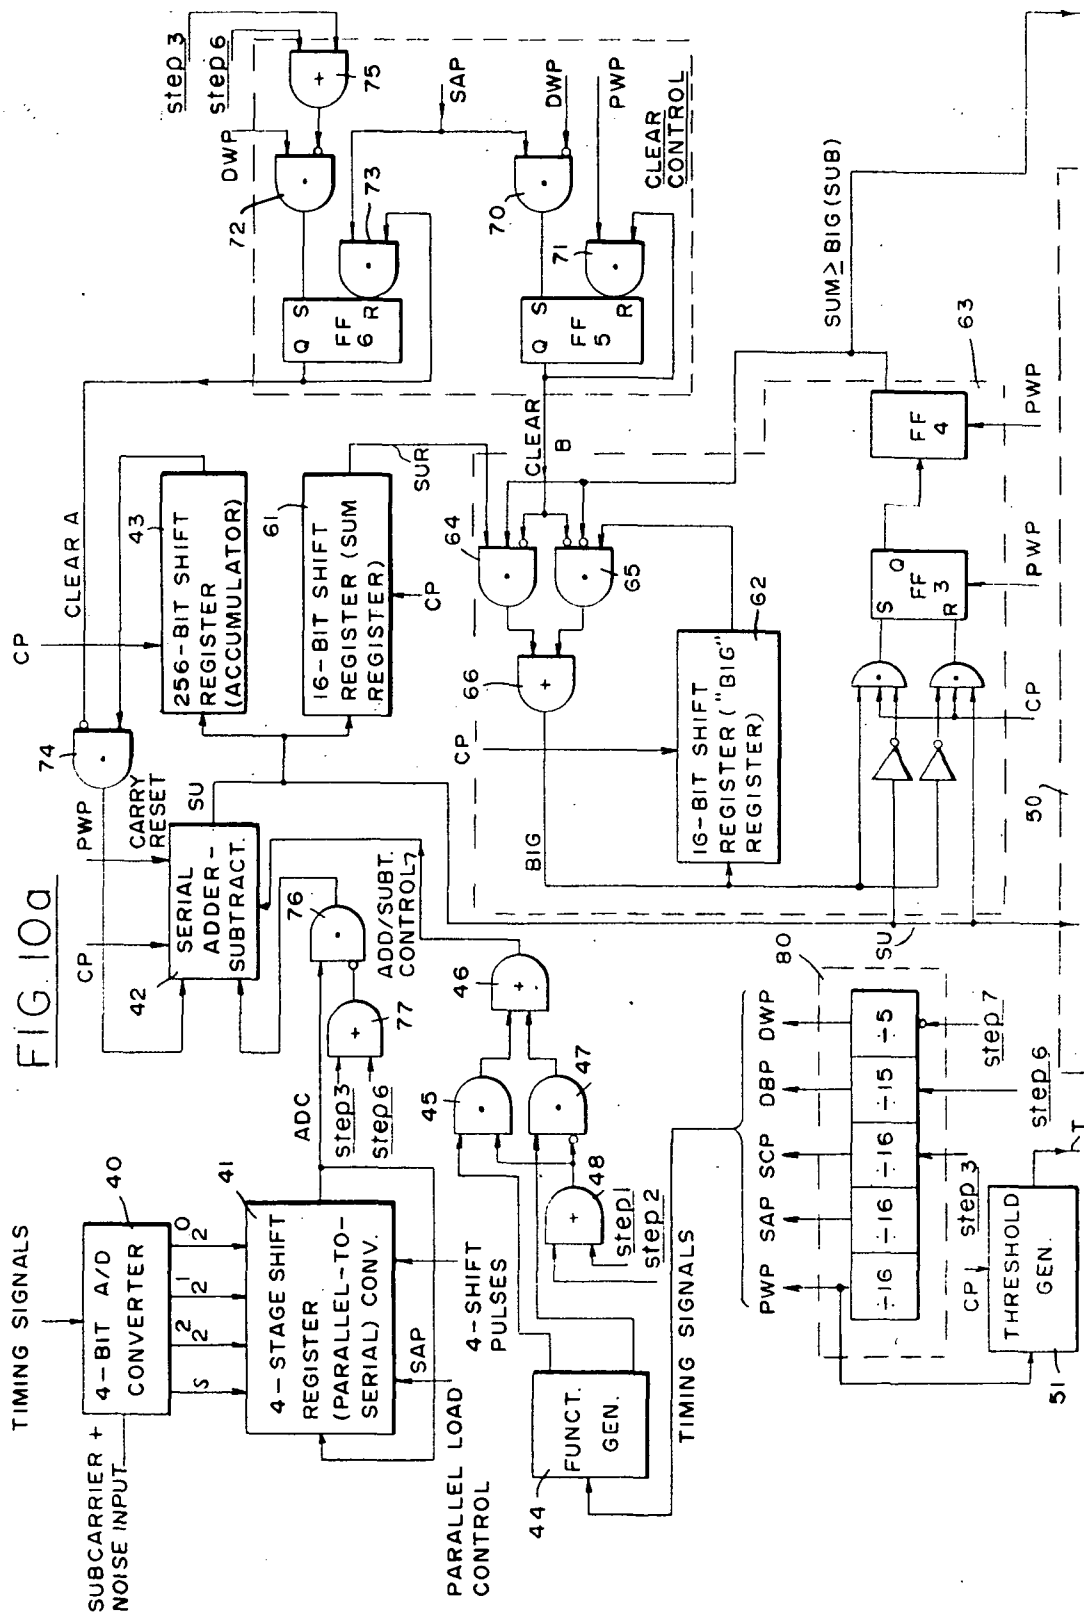 FIG. 10a
TIMING SIGNALS
4-BIT A/D
CONVERTER
40
SUBCARRIER +
NOISE INPUT
S
2²
2¹
2⁰
41
4-STAGE SHIFT
REGISTER
(PARALLEL-TO-
SERIAL) CONV.
ADC
SAP
PARALLEL LOAD
CONTROL
4-SHIFT
PULSES
step 3
step 6
+
77
•
76
ADD/SUBT.
CONTROL
CP
PWP
CARRY
RESET
42
SERIAL
ADDER-
SUBTRACT.
SU
74
•
CLEAR A
CP
43
256-BIT SHIFT
REGISTER
(ACCUMULATOR)
61
16-BIT SHIFT
REGISTER (SUM
REGISTER)
CP
SUR
step 3
step 6
+
75
DWP
72
•
73
•
S
Q
FF
6
R
SAP
70
•
DWP
PWP
71
•
S
Q
FF
5
R
CLEAR
CONTROL
CLEAR
B
44
FUNCT.
GEN.
45
•
46
+
47
•
48
+
step 1
step 2
TIMING SIGNALS
64
•
65
•
66
+
BIG
CP
62
16-BIT SHIFT
REGISTER ("BIG"
REGISTER)
SUM ≥ BIG (SUB)
63
FF
4
PWP
S
Q
FF
3
R
PWP
•
•
CP
SU
50
PWP
SAP
SCP
DBP
DWP
80
÷16
÷16
÷16
÷15
÷5
step 3
step 6
step 7
CP
THRESHOLD
GEN.
51
T